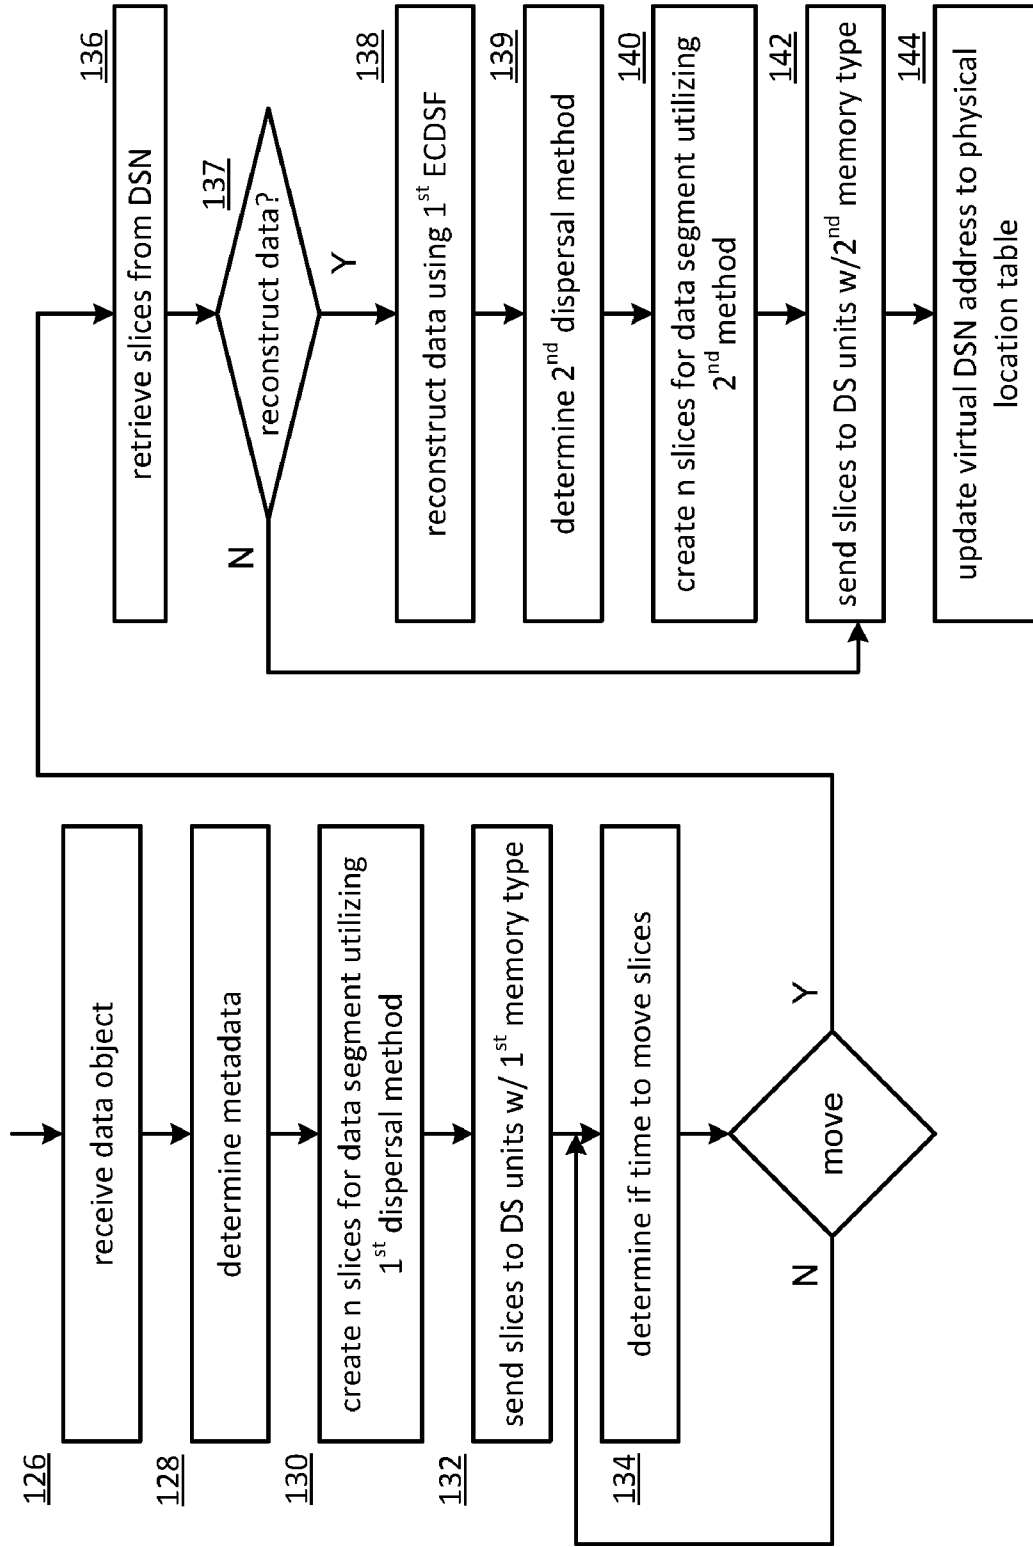 126
receive data object
128
determine metadata
130
create n slices for data segment utilizing
1st dispersal method
132
send slices to DS units w/ 1st memory type
134
determine if time to move slices
move
N
Y
136
retrieve slices from DSN
137
reconstruct data?
N
Y
138
reconstruct data using 1st ECDSF
139
determine 2nd dispersal method
140
create n slices for data segment utilizing
2nd method
142
send slices to DS units w/2nd memory type
144
update virtual DSN address to physical
location table